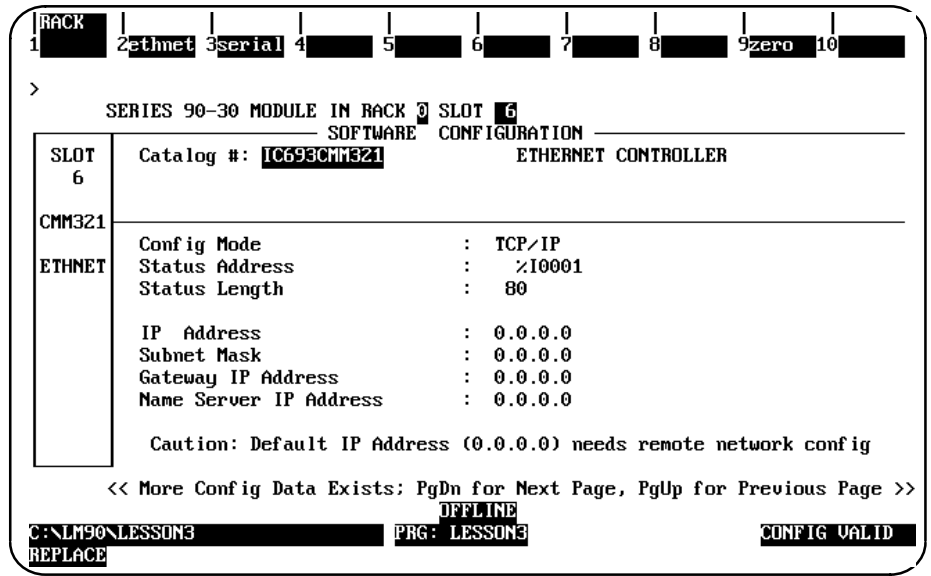 RACK
1 2ethnet 3serial 4 5 6 7 8 9zero 10
>
SERIES 90-30 MODULE IN RACK 0 SLOT 6
SOFTWARE CONFIGURATION
SLOT Catalog #: IC693CMM321 ETHERNET CONTROLLER
6
CMM321
Config Mode : TCP/IP
ETHNET Status Address : %I0001
Status Length : 80
IP Address : 0.0.0.0
Subnet Mask : 0.0.0.0
Gateway IP Address : 0.0.0.0
Name Server IP Address : 0.0.0.0
Caution: Default IP Address (0.0.0.0) needs remote network config
<< More Config Data Exists; PgDn for Next Page, PgUp for Previous Page >>
OFFLINE
C:\LM90\LESSON3 PRG: LESSON3 CONFIG VALID
REPLACE